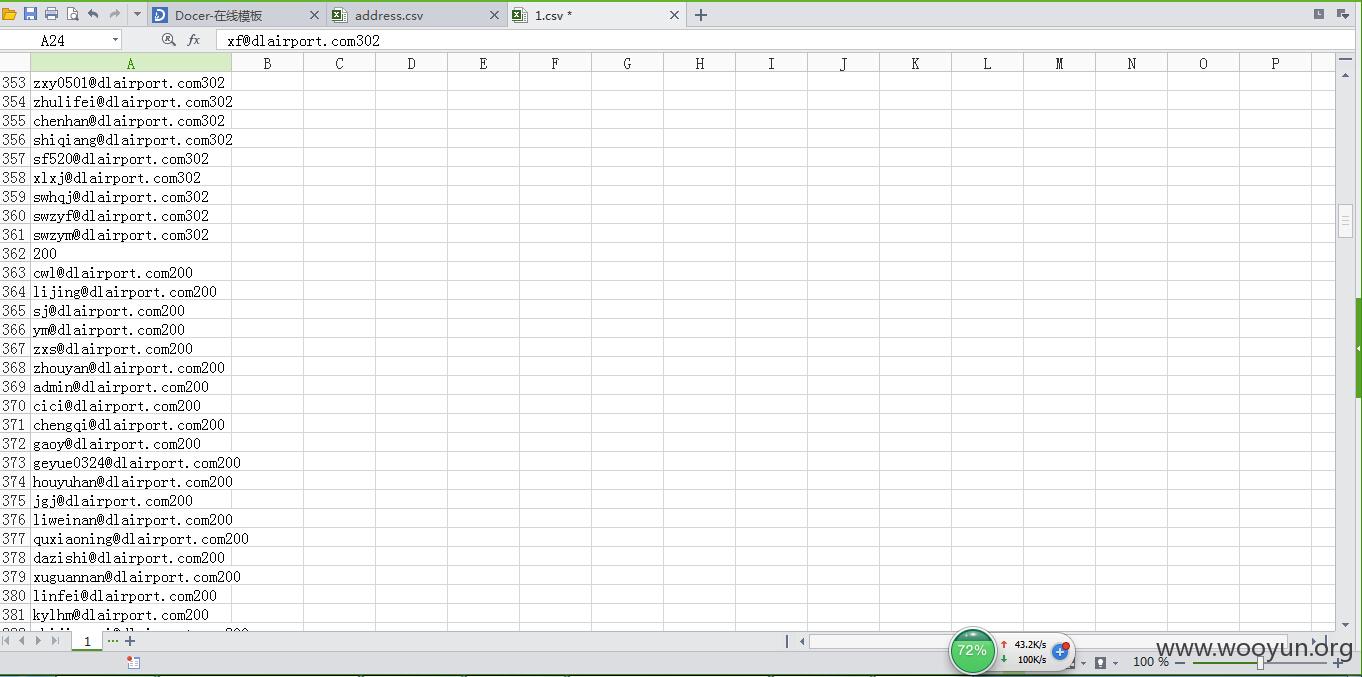 Docer-在线模板
address.csv
1.csv *
A24
fx
xf@dlairport.com302
A B C D E F G H I J K L M N O P
353 zxy0501@dlairport.com302
354 zhulifei@dlairport.com302
355 chenhan@dlairport.com302
356 shiqiang@dlairport.com302
357 sf520@dlairport.com302
358 xlxj@dlairport.com302
359 swhqj@dlairport.com302
360 swzyf@dlairport.com302
361 swzym@dlairport.com302
362 200
363 cwl@dlairport.com200
364 lijing@dlairport.com200
365 sj@dlairport.com200
366 ym@dlairport.com200
367 zxs@dlairport.com200
368 zhouyan@dlairport.com200
369 admin@dlairport.com200
370 cici@dlairport.com200
371 chengqi@dlairport.com200
372 gaoy@dlairport.com200
373 geyue0324@dlairport.com200
374 houyuhan@dlairport.com200
375 jgj@dlairport.com200
376 liweinan@dlairport.com200
377 quxiaoning@dlairport.com200
378 dazishi@dlairport.com200
379 xuguannan@dlairport.com200
380 linfei@dlairport.com200
381 kylhm@dlairport.com200
1
72%
43.2K/s
100K/s
www.wooyun.org
100 %